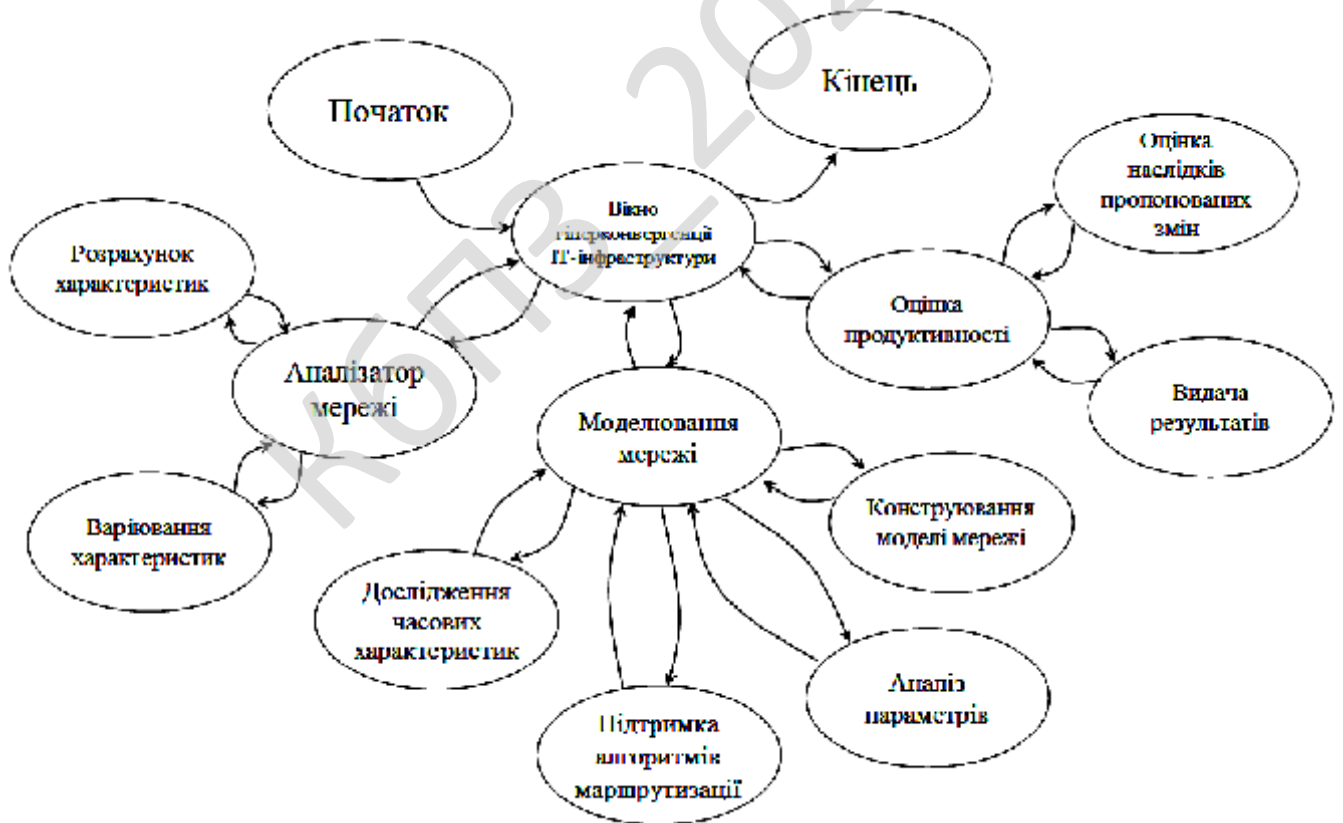 Початок
Кінець
Вікно
гіперконвергенції
ІТ-інфраструктури
Оцінка
наслідків
пропонованих
змін
Розрахунок
характеристик
Оцінка
продуктивності
Аналізатор
мережі
Видача
результатів
Моделювання
мережі
Варіювання
характеристик
Конструювання
моделі мережі
Дослідження
часових
характеристик
Аналіз
параметрів
Підтримка
алгоритмів
маршрутизації